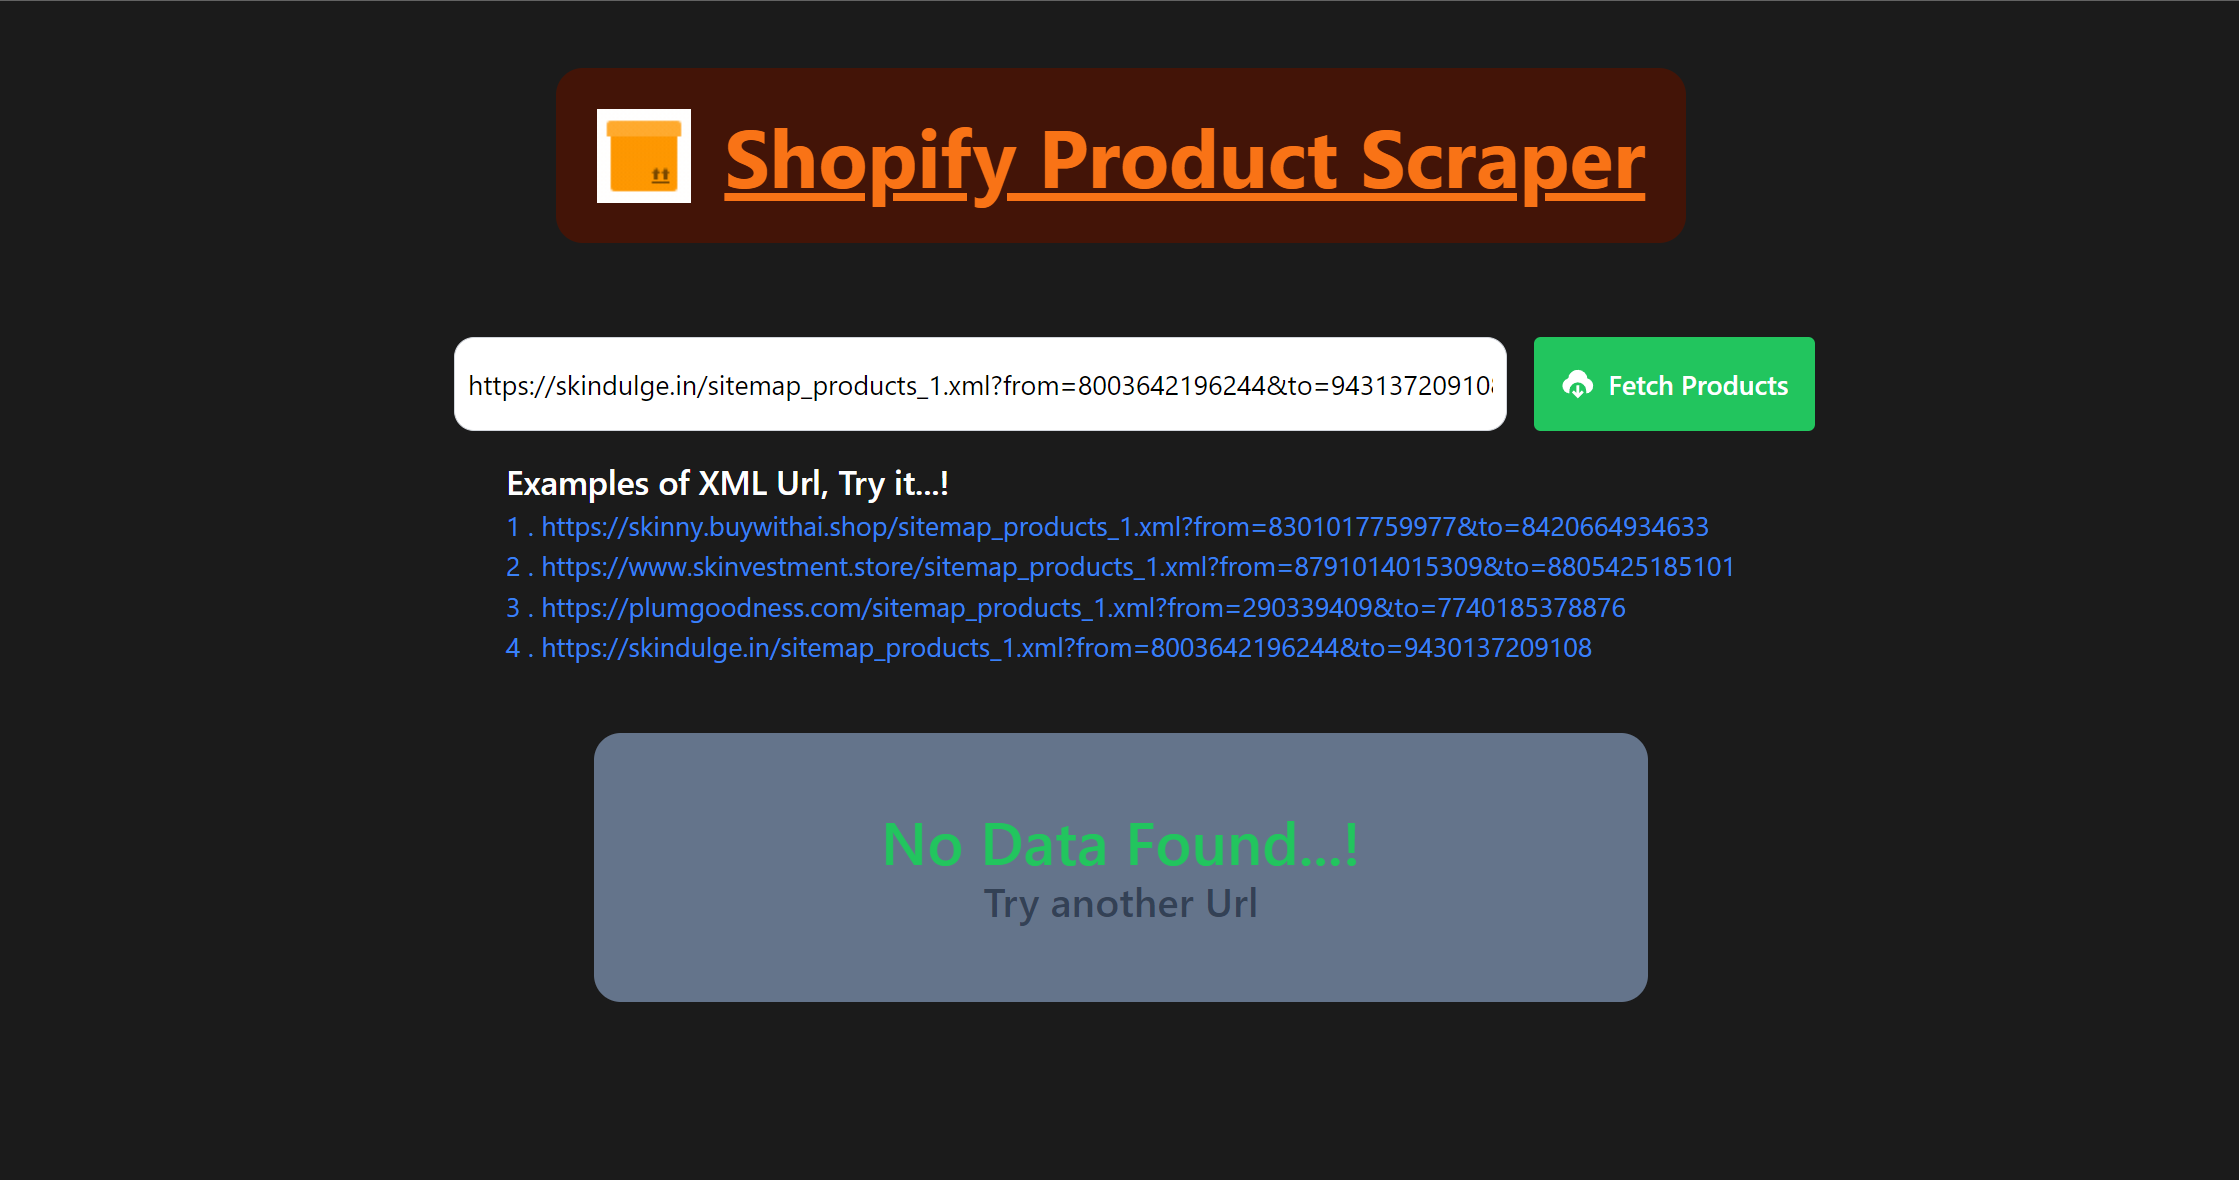 Shopify Product Scraper
https://skindulge.in/sitemap_products_1.xml?from=8003642196244&to=943137209108
Fetch Products
Examples of XML Url, Try it...!
1 . https://skinny.buywithai.shop/sitemap_products_1.xml?from=8301017759977&to=8420664934633
2 . https://www.skinvestment.store/sitemap_products_1.xml?from=8791014015309&to=8805425185101
3 . https://plumgoodness.com/sitemap_products_1.xml?from=290339409&to=7740185378876
4 . https://skindulge.in/sitemap_products_1.xml?from=8003642196244&to=9430137209108
No Data Found...!
Try another Url